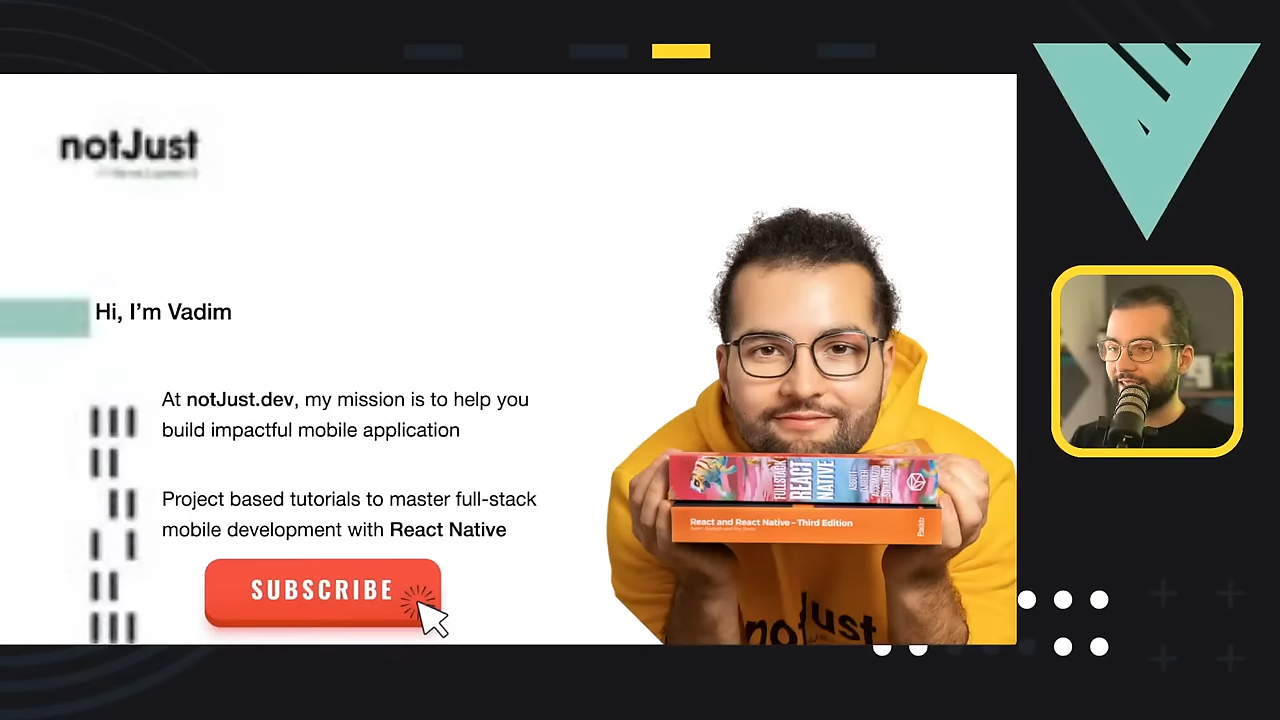 notJust
Hi, I’m Vadim
At notJust.dev, my mission is to help you
build impactful mobile application
Project based tutorials to master full-stack
mobile development with React Native
SUBSCRIBE
FULLSTACK
REACT
NATIVE
React and React Native – Third Edition
Packt
notJust